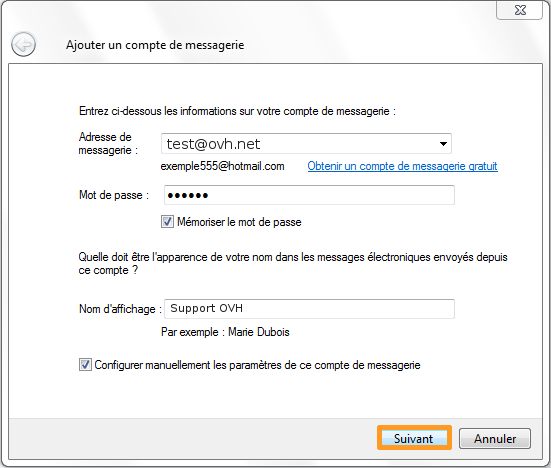 Ajouter un compte de messagerie
Entrez ci-dessous les informations sur votre compte de messagerie :
Adresse de
messagerie :
test@ovh.net
exemple555@hotmail.com Obtenir un compte de messagerie gratuit
Mot de passe : ••••••
Mémoriser le mot de passe
Quelle doit être l'apparence de votre nom dans les messages électroniques envoyés depuis
ce compte ?
Nom d'affichage : Support OVH
Par exemple : Marie Dubois
Configurer manuellement les paramètres de ce compte de messagerie
Suivant Annuler